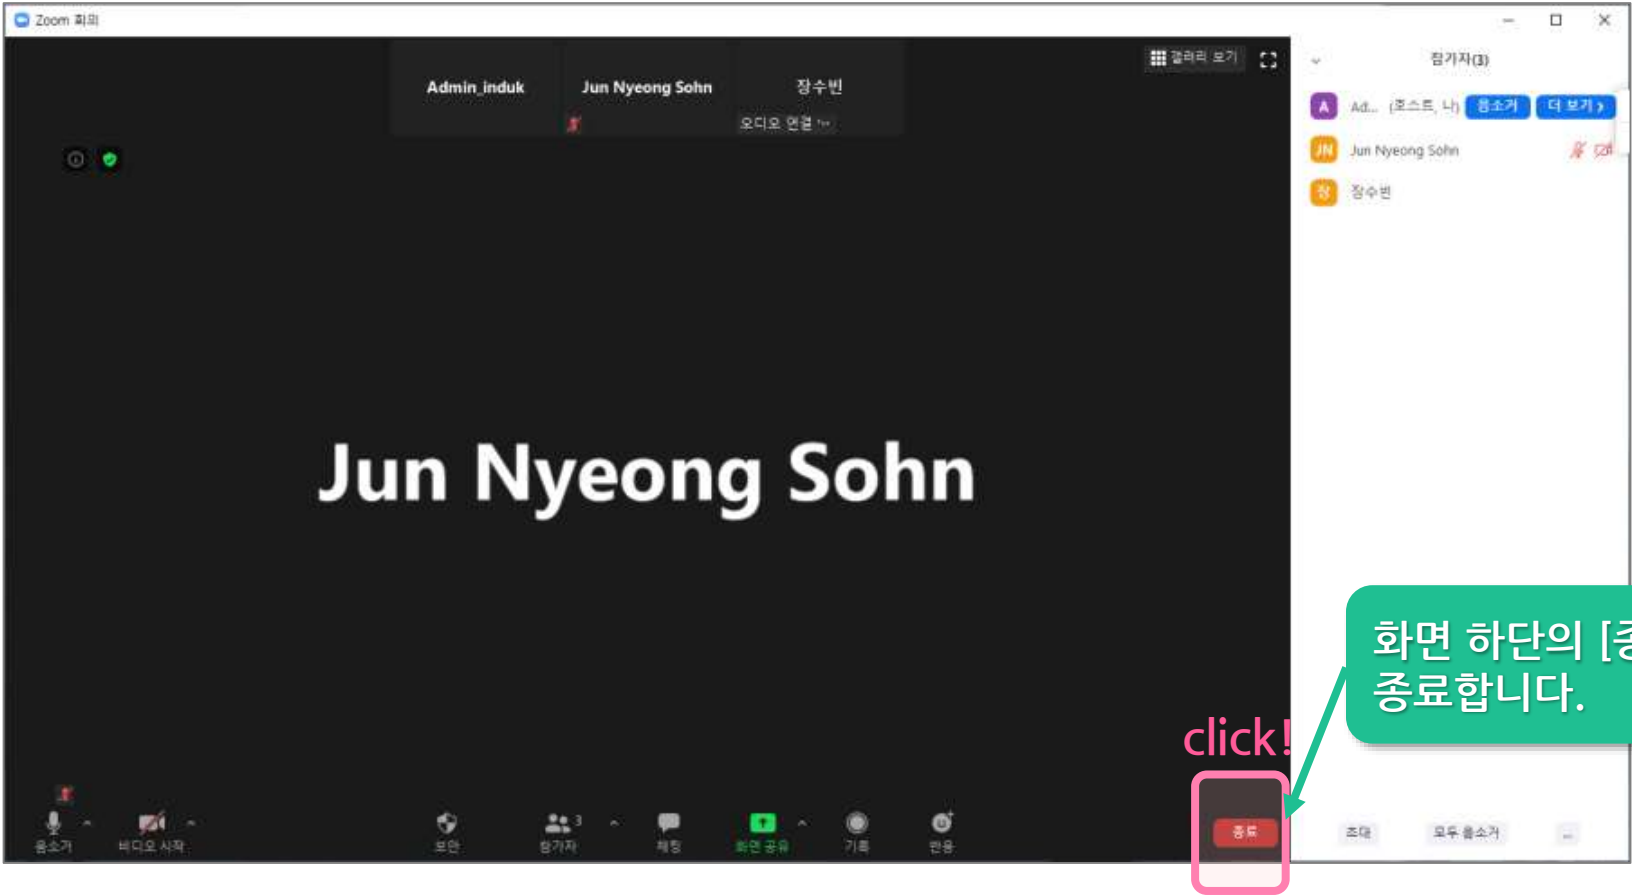 Zoom 회의
갤러리 보기
Admin_induk
Jun Nyeong Sohn
장수빈
오디오 연결 ···
참가자(3)
A Ad... (호스트, 나) 음소거 더 보기 >
JN Jun Nyeong Sohn
장 장수빈
Jun Nyeong Sohn
화면 하단의 [종
종료합니다.
click!
음소거
비디오 시작
보안
3
참가자
채팅
화면 공유
기록
반응
종료
초대
모두 음소거
...